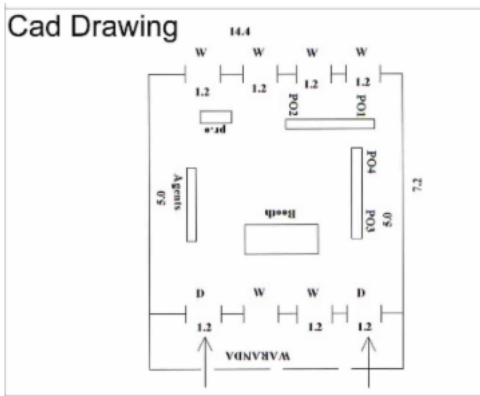 Cad Drawing
14.4
W W W W
1.2 1.2 1.2 1.2
PO2 PO1
pr.o
PO4
Agents
5.0
7.2
PO3
5.0
Booth
D W W D
1.2 1.2 1.2
WARANDA